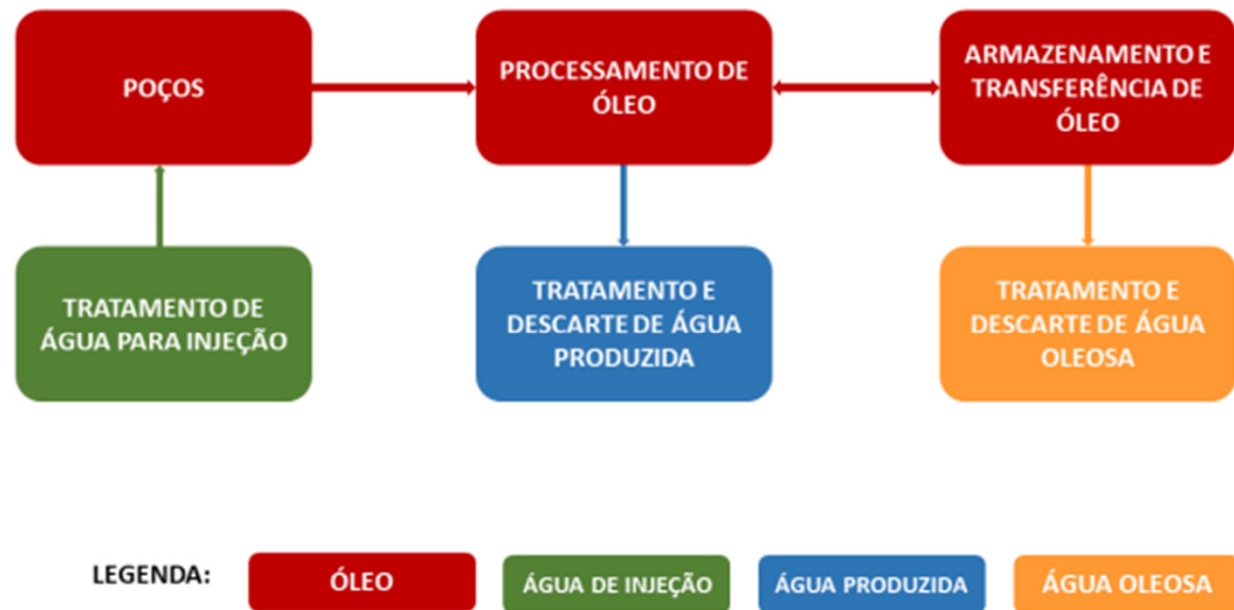 POÇOS
PROCESSAMENTO DE
ÓLEO
ARMAZENAMENTO E
TRANSFERÊNCIA DE
ÓLEO
TRATAMENTO DE
ÁGUA PARA INJEÇÃO
TRATAMENTO E
DESCARTE DE ÁGUA
PRODUZIDA
TRATAMENTO E
DESCARTE DE ÁGUA
OLEOSA
LEGENDA:
ÓLEO
ÁGUA DE INJEÇÃO
ÁGUA PRODUZIDA
ÁGUA OLEOSA